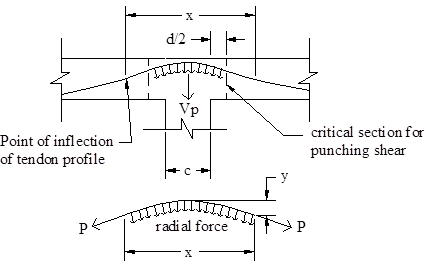 x
d/2
Vp
Point of inflection
of tendon profile
critical section for
punching shear
c
y
P
radial force
P
x